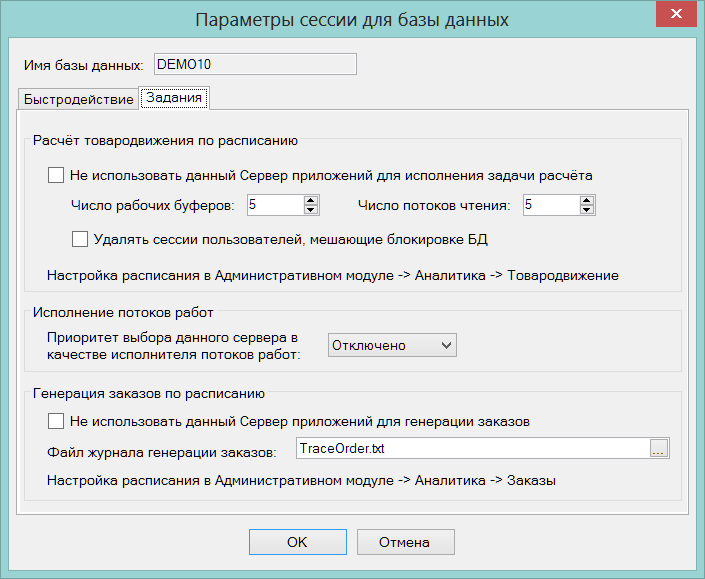 Параметры сессии для базы данных
Имя базы данных: DEMO10
Быстродействие Задания
Расчёт товародвижения по расписанию
Не использовать данный Сервер приложений для исполнения задачи расчёта
Число рабочих буферов: 5 Число потоков чтения: 5
Удалять сессии пользователей, мешающие блокировке БД
Настройка расписания в Административном модуле -> Аналитика -> Товародвижение
Исполнение потоков работ
Приоритет выбора данного сервера в
качестве исполнителя потоков работ: Отключено
Генерация заказов по расписанию
Не использовать данный Сервер приложений для генерации заказов
Файл журнала генерации заказов: TraceOrder.txt ...
Настройка расписания в Административном модуле -> Аналитика -> Заказы
OK Отмена